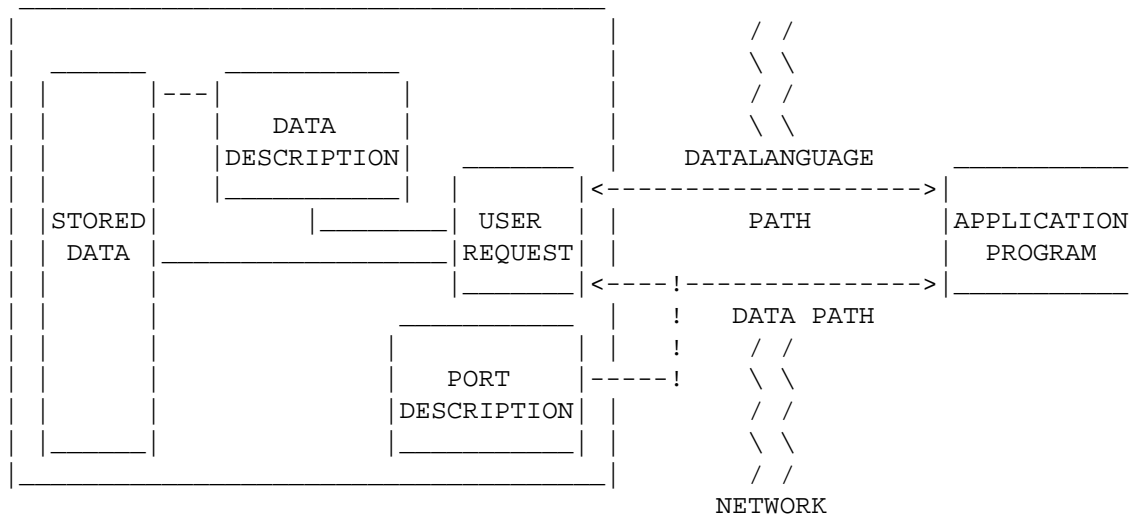 DATA
DESCRIPTION
DATALANGUAGE
STORED USER PATH APPLICATION
DATA REQUEST PROGRAM
DATA PATH
PORT
DESCRIPTION
NETWORK